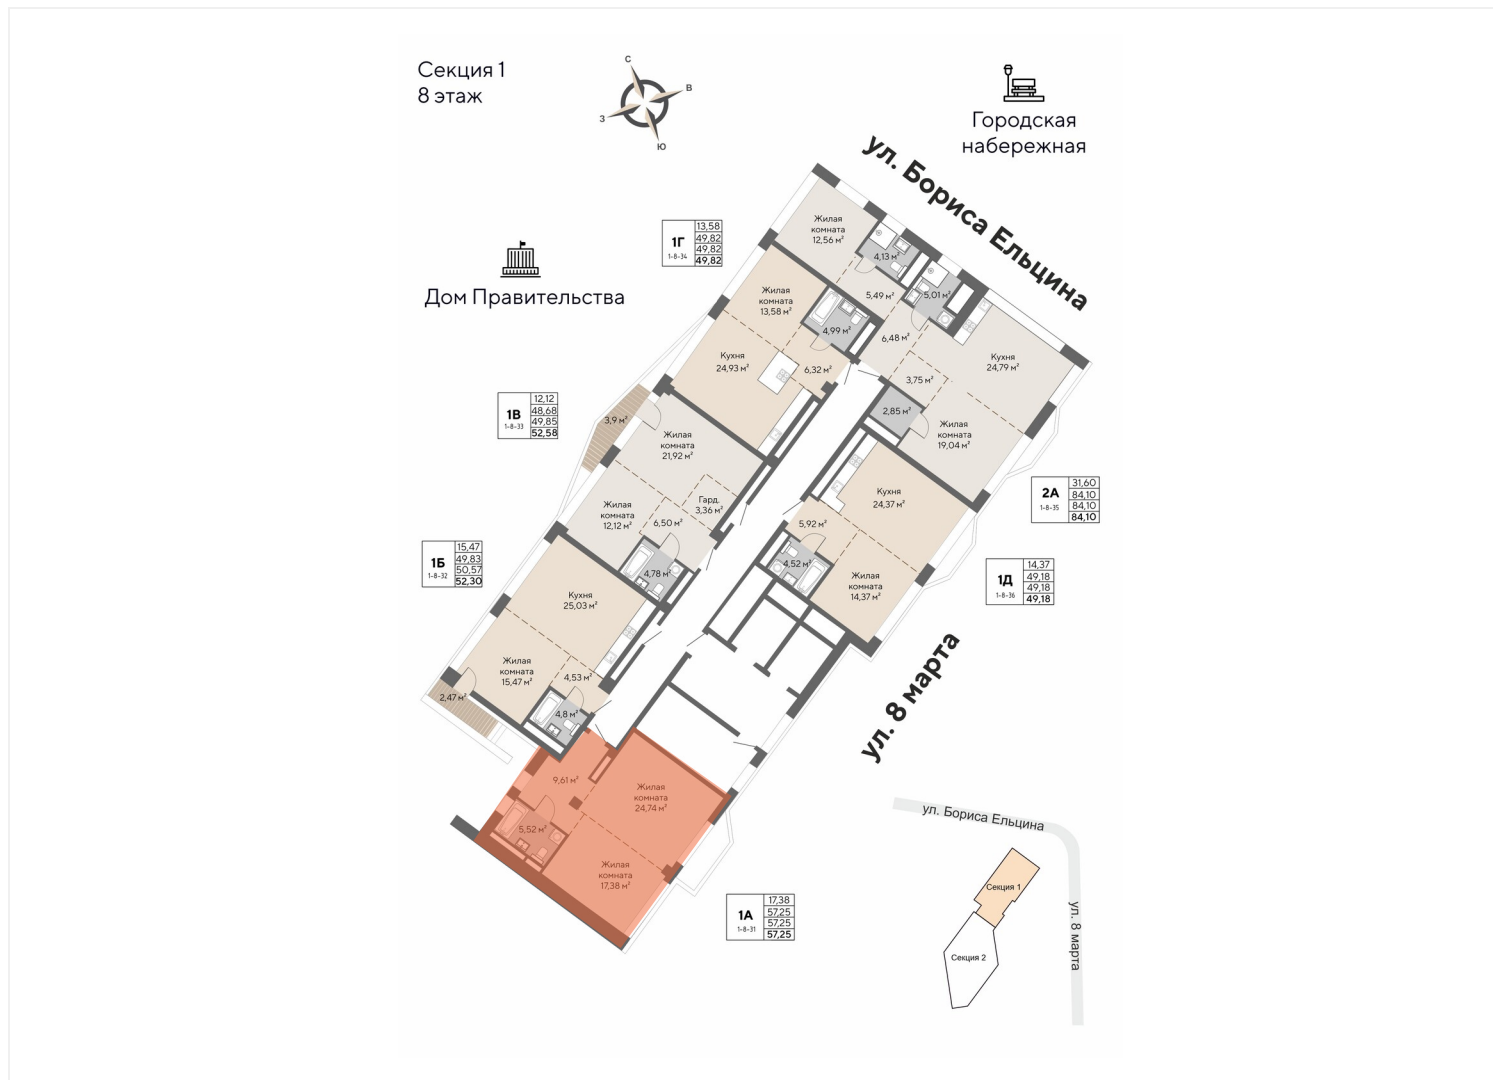 Секция 1
8 этаж
С
В
З
Ю
Городская
набережная
ул. Бориса Ельцина
Дом Правительства
1Г
1-8-34
13,58
49,82
49,82
49,82
Жилая
комната
12,56 м²
4,13 м²
5,49 м²
5,01 м²
Жилая
комната
13,58 м²
4,99 м²
6,48 м²
Кухня
24,93 м²
6,32 м²
Кухня
24,79 м²
3,75 м²
2,85 м²
Жилая
комната
19,04 м²
1В
1-8-33
12,12
48,68
49,85
52,58
3,9 м²
Жилая
комната
21,92 м²
Гард.
3,36 м²
Жилая
комната
12,12 м²
6,50 м²
4,78 м²
Кухня
24,37 м²
5,92 м²
4,52 м²
Жилая
комната
14,37 м²
2А
1-8-35
31,60
84,10
84,10
84,10
1Б
1-8-32
15,47
49,83
50,57
52,30
1Д
1-8-36
14,37
49,18
49,18
49,18
Кухня
25,03 м²
Жилая
комната
15,47 м²
4,53 м²
2,47 м²
4,8 м²
ул. 8 марта
9,61 м²
Жилая
комната
24,74 м²
5,52 м²
Жилая
комната
17,38 м²
1А
1-8-31
17,38
57,25
57,25
57,25
ул. Бориса Ельцина
Секция 1
ул. 8 марта
Секция 2